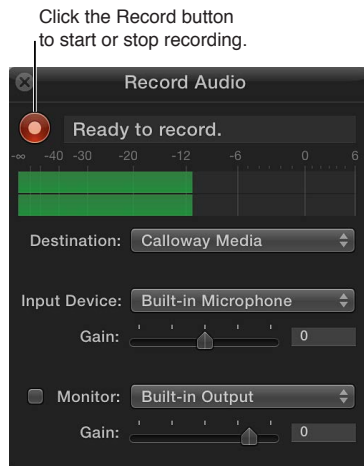 Click the Record button
to start or stop recording.
Record Audio
Ready to record.
-∞ -40 -30 -20 -12 -6 0 6
Destination: Calloway Media
Input Device: Built-in Microphone
Gain: 0
Monitor: Built-in Output
Gain: 0